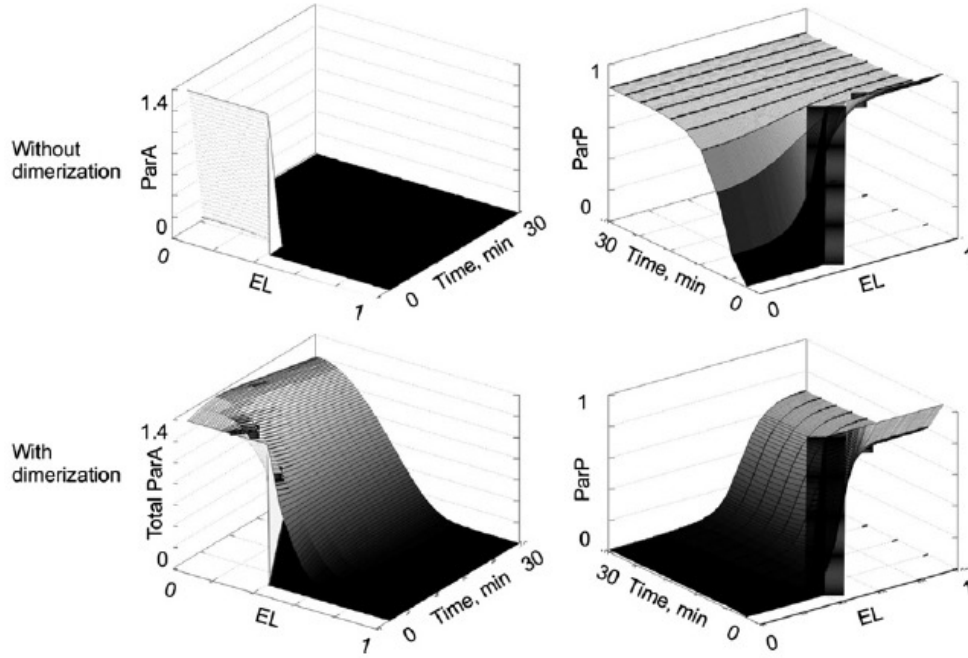 Without
dimerization
ParA
1.4
0
EL
1
0
Time, min
30
ParP
1
0
30
Time, min
0
0
EL
1
With
dimerization
Total ParA
1.4
0
0
EL
1
0
Time, min
30
ParP
1
0
30
Time, min
0
0
EL
1